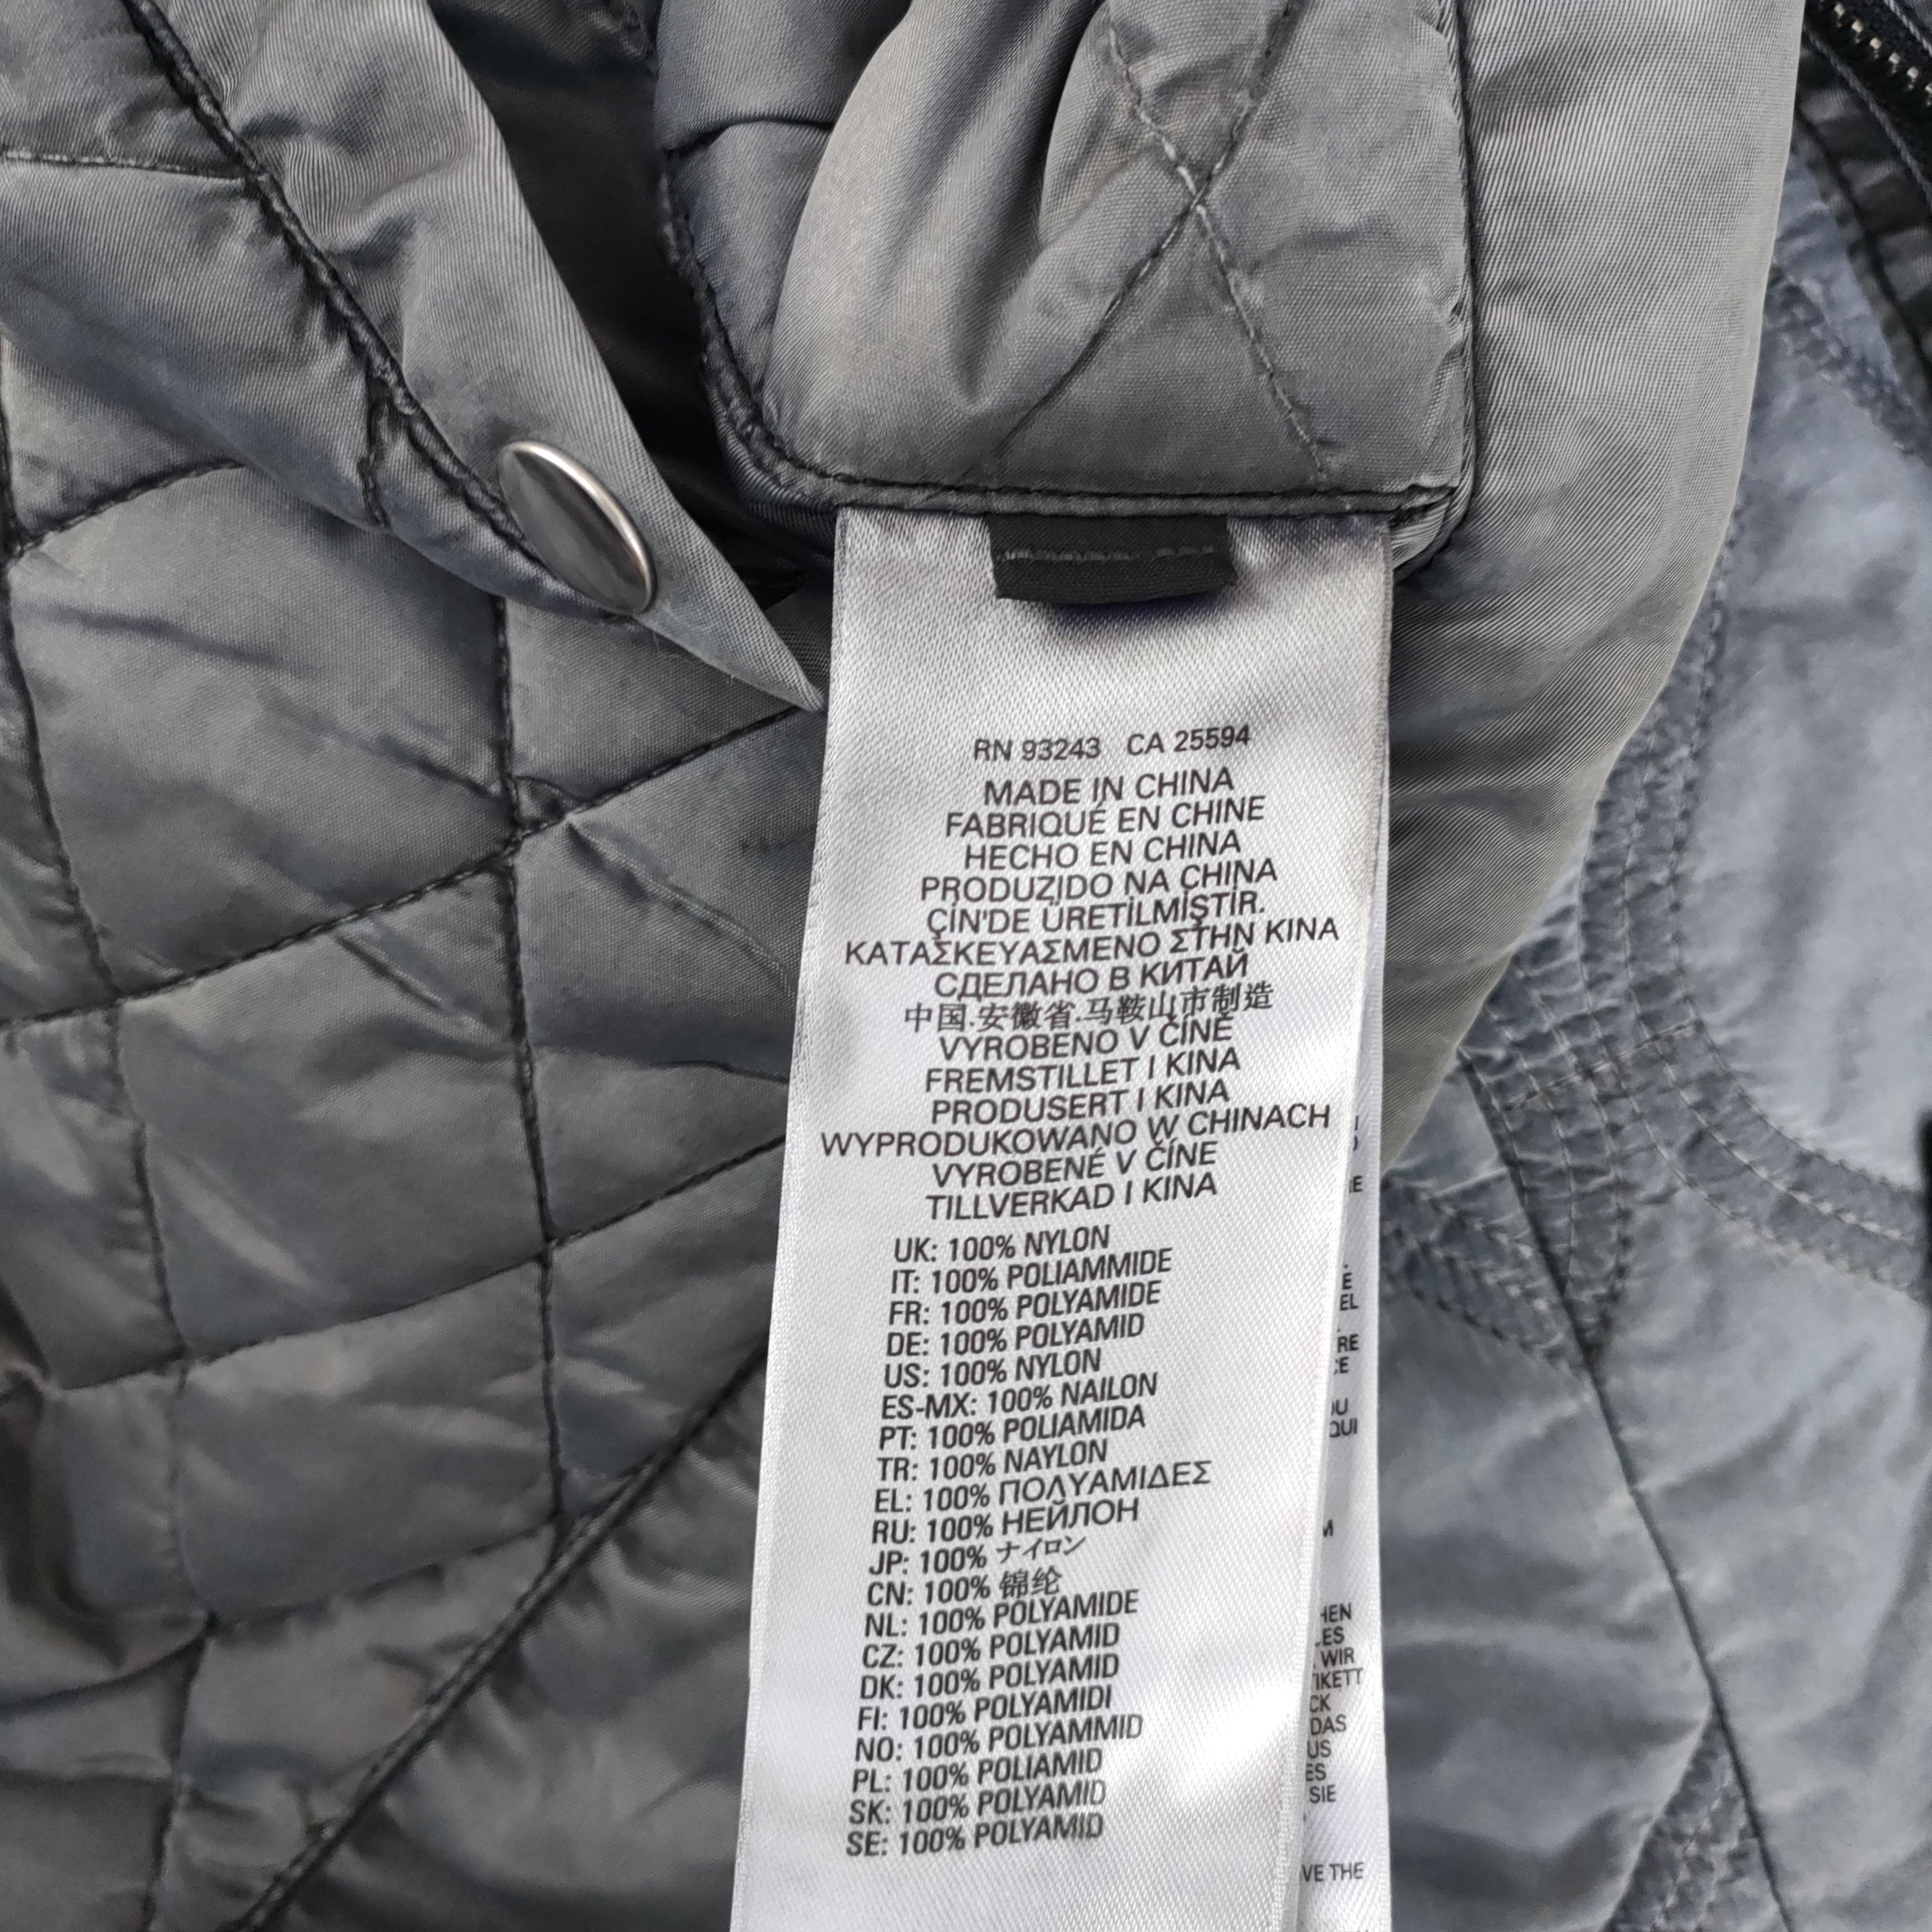 RN 93243 CA 25594
MADE IN CHINA
FABRIQUÉ EN CHINE
HECHO EN CHINA
PRODUZIDO NA CHINA
ÇİN'DE ÜRETİLMİŞTİR.
ΚΑΤΑΣΚΕΥΑΣΜΕΝΟ ΣΤΗΝ ΚΙΝΑ
СДЕЛАНО В КИТАЙ
中国.安徽省.马鞍山市制造
VYROBENO V ČÍNĚ
FREMSTILLET I KINA
PRODUSERT I KINA
WYPRODUKOWANO W CHINACH
VYROBENÉ V ČÍNE
TILLVERKAD I KINA
UK: 100% NYLON
IT: 100% POLIAMMIDE
FR: 100% POLYAMIDE
DE: 100% POLYAMID
US: 100% NYLON
ES-MX: 100% NAILON
PT: 100% POLIAMIDA
TR: 100% NAYLON
EL: 100% ΠΟΛΥΑΜΙΔΕΣ
RU: 100% НЕЙЛОН
JP: 100% ナイロン
CN: 100% 锦纶
NL: 100% POLYAMIDE
CZ: 100% POLYAMID
DK: 100% POLYAMID
FI: 100% POLYAMIDI
NO: 100% POLYAMMID
PL: 100% POLIAMID
SK: 100% POLYAMID
SE: 100% POLYAMID
WIR
DAS
SIE
THE